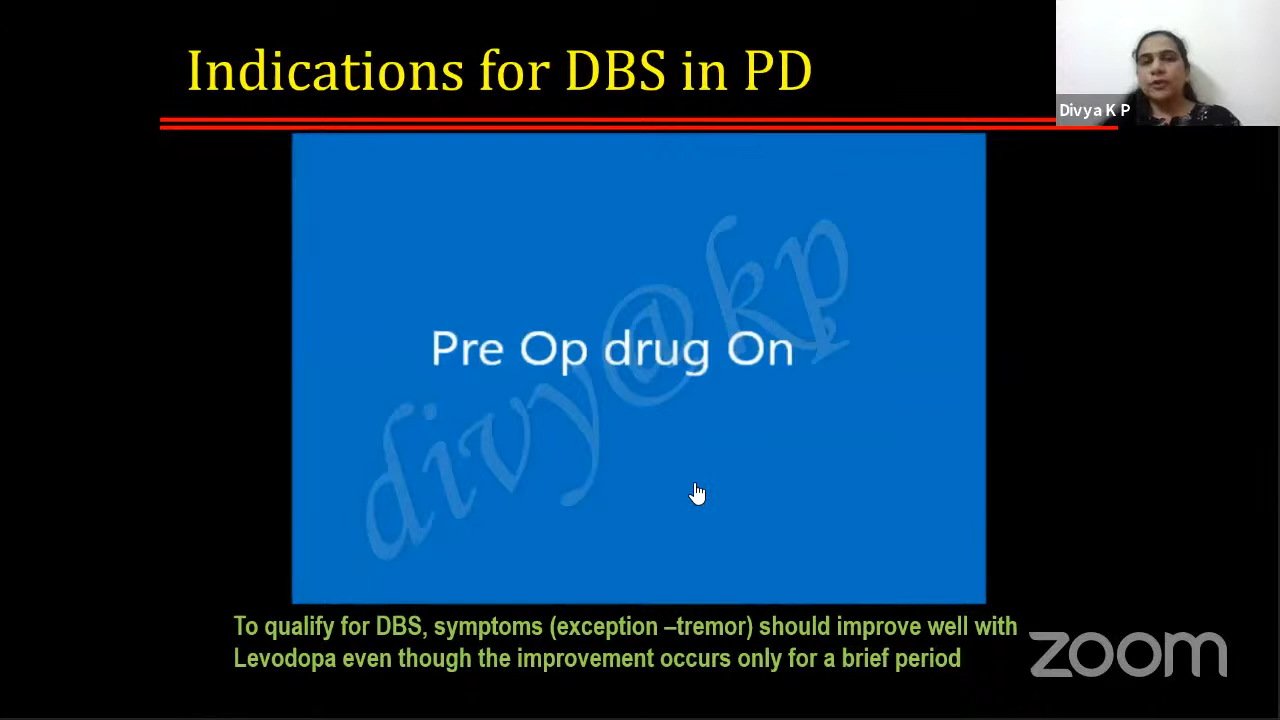 Indications for DBS in PD
Divya K P
divy@kp
Pre Op drug On
To qualify for DBS, symptoms (exception –tremor) should improve well with
Levodopa even though the improvement occurs only for a brief period
zoom